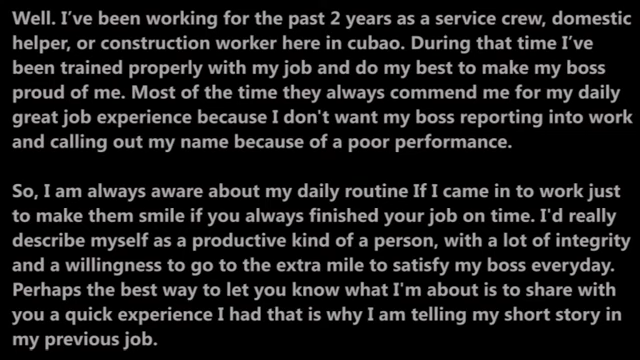 Well. I’ve been working for the past 2 years as a service crew, domestic
helper, or construction worker here in cubao. During that time I’ve
been trained properly with my job and do my best to make my boss
proud of me. Most of the time they always commend me for my daily
great job experience because I don't want my boss reporting into work
and calling out my name because of a poor performance.

So, I am always aware about my daily routine If I came in to work just
to make them smile if you always finished your job on time. I'd really
describe myself as a productive kind of a person, with a lot of integrity
and a willingness to go to the extra mile to satisfy my boss everyday.
Perhaps the best way to let you know what I'm about is to share with
you a quick experience I had that is why I am telling my short story in
my previous job.